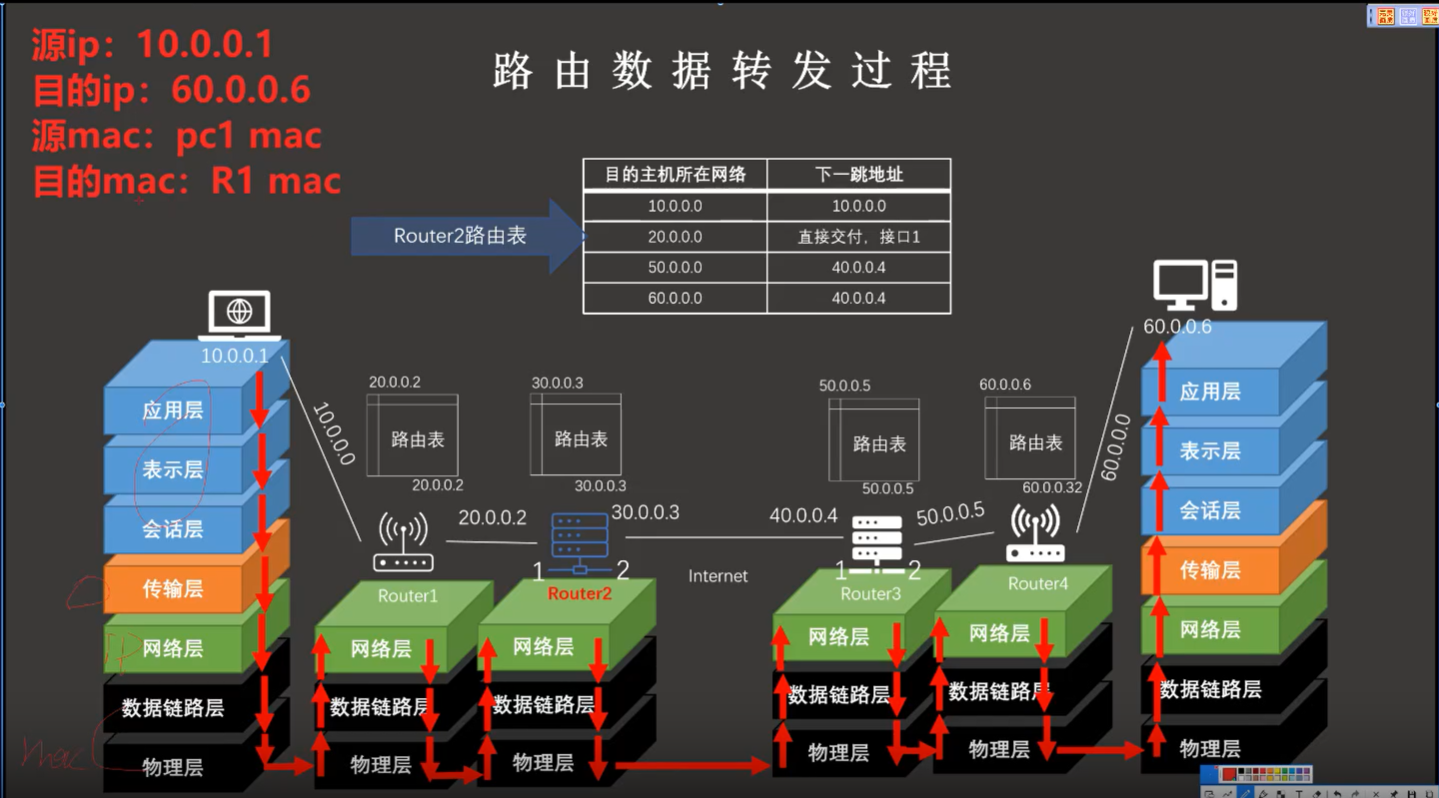 源ip：10.0.0.1
目的ip：60.0.0.6
源mac：pc1 mac
目的mac：R1 mac
路由数据转发过程
目的主机所在网络 下一跳地址
10.0.0.0 10.0.0.0
20.0.0.0 直接交付，接口1
50.0.0.0 40.0.0.4
60.0.0.0 40.0.0.4
Router2路由表
10.0.0.1
应用层
表示层
会话层
传输层
网络层
数据链路层
物理层
IP
mac
10.0.0.0
20.0.0.2
路由表
20.0.0.2
Router1
网络层
数据链路层
物理层
20.0.0.2
30.0.0.3
路由表
30.0.0.3
30.0.0.3
1 2
Router2
网络层
数据链路层
物理层
Internet
40.0.0.4
50.0.0.5
路由表
50.0.0.5
1 2
Router3
网络层
数据链路层
物理层
50.0.0.5
60.0.0.6
路由表
60.0.0.32
Router4
网络层
数据链路层
物理层
60.0.0.0
60.0.0.6
应用层
表示层
会话层
传输层
网络层
数据链路层
物理层